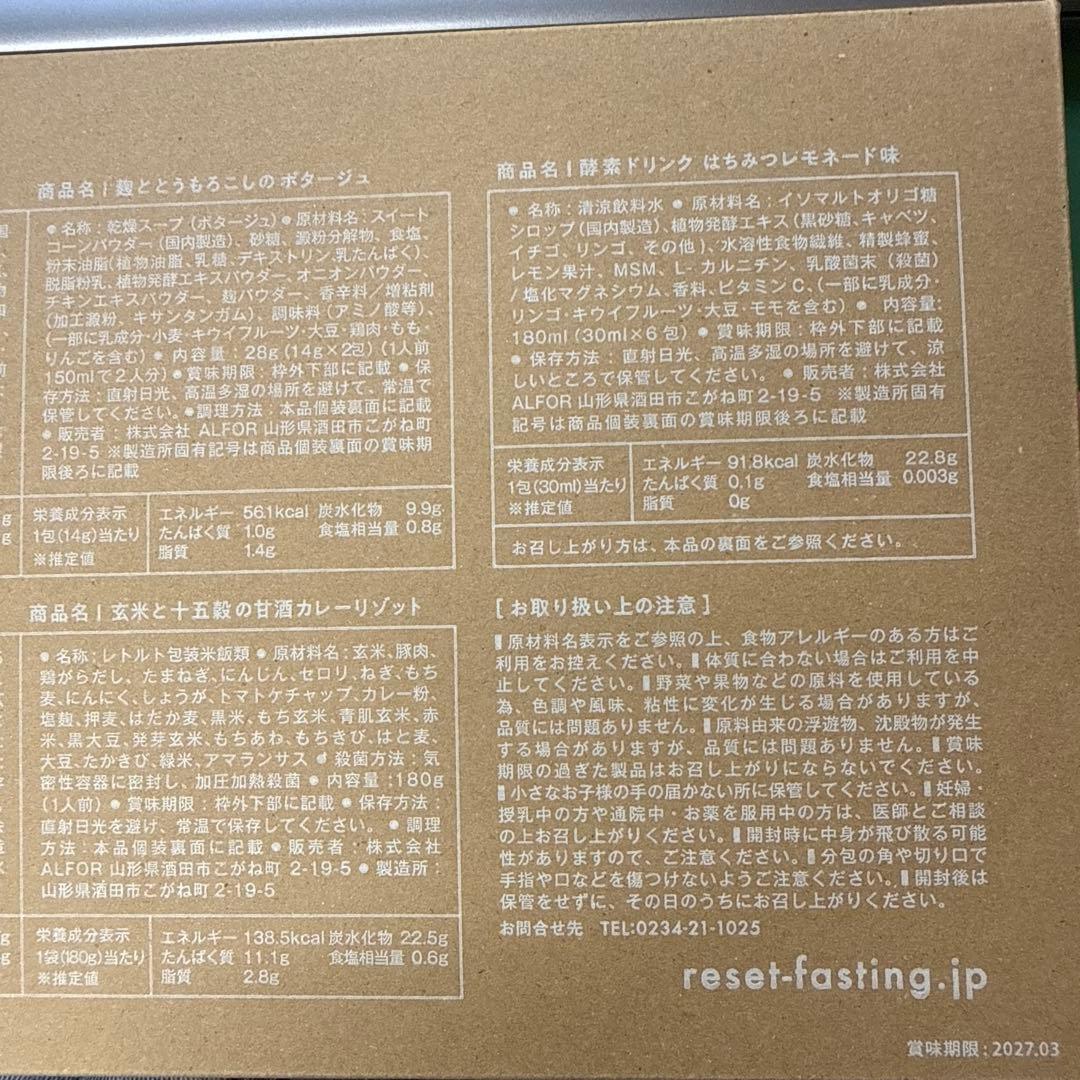 商品名 | 麹ととうもろこしのポタージュ
● 名称：乾燥スープ（ポタージュ）● 原材料名：スイート
コーンパウダー（国内製造）、砂糖、澱粉分解物、食塩、
粉末油脂（植物油脂、乳糖、デキストリン、乳たんぱく）
脱脂粉乳、植物発酵エキスパウダー、オニオンパウダー、
チキンエキスパウダー、麹パウダー、香辛料／増粘剤
（加工澱粉、キサンタンガム）、調味料（アミノ酸等）、
（一部に乳成分・小麦・キウイフルーツ・大豆・鶏肉・もも・
りんごを含む）● 内容量：28g（14g×2包）（1人前
150mlで2人分）● 賞味期限：枠外下部に記載 ● 保
存方法：直射日光、高温多湿の場所を避けて、常温で
保管してください。● 調理方法：本品個装裏面に記載
● 販売者：株式会社 ALFOR 山形県酒田市こがね町
2-19-5 ※製造所固有記号は商品個装裏面の賞味期
限後ろに記載
栄養成分表示
1包(14g)当たり
※推定値
エネルギー 56.1kcal 炭水化物 9.9g
たんぱく質 1.0g 食塩相当量 0.8g
脂質 1.4g
商品名 | 酵素ドリンク はちみつレモネード味
● 名称：清涼飲料水 ● 原材料名：イソマルトオリゴ糖
シロップ（国内製造）、植物発酵エキス（黒砂糖、キャベツ、
イチゴ、リンゴ、その他）、水溶性食物繊維、精製蜂蜜、
レモン果汁、MSM、L- カルニチン、乳酸菌末（殺菌）
/ 塩化マグネシウム、香料、ビタミン C、（一部に乳成分・
リンゴ・キウイフルーツ・大豆・モモを含む）● 内容量：
180ml（30ml×6包）● 賞味期限：枠外下部に記載
● 保存方法：直射日光、高温多湿の場所を避けて、涼
しいところで保管してください。● 販売者：株式会社
ALFOR 山形県酒田市こがね町 2-19-5 ※製造所固有
記号は商品個装裏面の賞味期限後ろに記載
栄養成分表示
1包(30ml)当たり
※推定値
エネルギー 91.8kcal 炭水化物 22.8g
たんぱく質 0.1g 食塩相当量 0.003g
脂質 0g
お召し上がり方は、本品の裏面をご参照ください。
商品名 | 玄米と十五穀の甘酒カレーリゾット
● 名称：レトルト包装米飯類 ● 原材料名：玄米、豚肉、
鶏がらだし、たまねぎ、にんじん、セロリ、ねぎ、もち
麦、にんにく、しょうが、トマトケチャップ、カレー粉、
塩麹、押麦、はだか麦、黒米、もち玄米、青肌玄米、赤
米、黒大豆、発芽玄米、もちあわ、もちきび、はと麦、
大豆、たかきび、緑米、アマランサス ● 殺菌方法：気
密性容器に密封し、加圧加熱殺菌 ● 内容量：180g
（1人前）● 賞味期限：枠外下部に記載 ● 保存方法：
直射日光を避け、常温で保存してください。● 調理
方法：本品個装裏面に記載 ● 販売者：株式会社
ALFOR 山形県酒田市こがね町 2-19-5 ● 製造所：
山形県酒田市こがね町 2-19-5
栄養成分表示
1袋(180g)当たり
※推定値
エネルギー 138.5kcal 炭水化物 22.5g
たんぱく質 11.1g 食塩相当量 0.6g
脂質 2.8g
[ お取り扱い上の注意 ]
▮原材料名表示をご参照の上、食物アレルギーのある方はご
利用をお控えください。▮体質に合わない場合はご利用を中
止してください。▮野菜や果物などの原料を使用している
為、色調や風味、粘性に変化が生じる場合がありますが、
品質には問題ありません。▮原料由来の浮遊物、沈殿物が発生
する場合がありますが、品質には問題ありません。▮賞味
期限の過ぎた製品はお召し上がりにならないでください。
▮小さなお子様の手の届かない所に保管してください。▮妊婦・
授乳中の方や通院中・お薬を服用中の方は、医師とご相談
の上お召し上がりください。▮開封時に中身が飛び散る可能
性がありますので、ご注意ください。▮分包の角や切り口で
手指や口などを傷つけないようご注意ください。▮開封後は
保管をせずに、その日のうちにお召し上がりください。
お問合せ先 TEL:0234-21-1025
reset-fasting.jp
賞味期限：2027.03